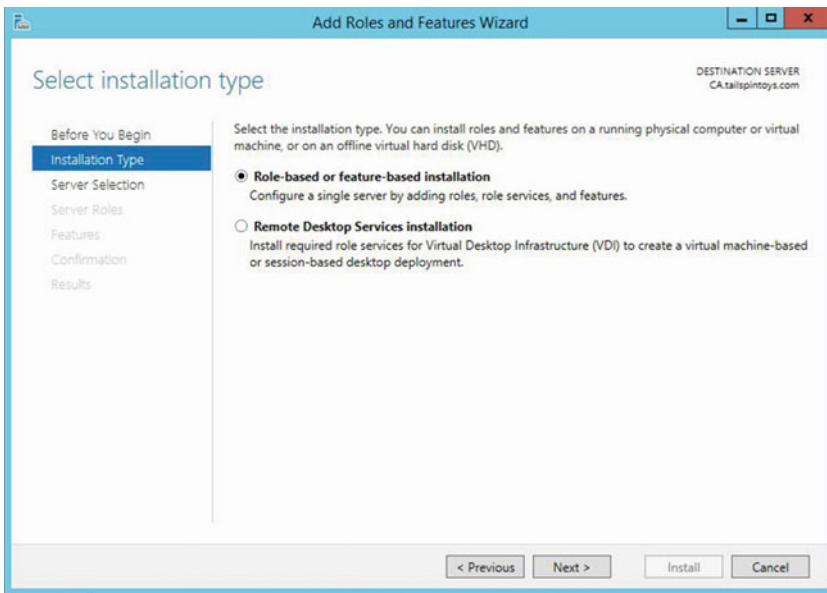 Add Roles and Features Wizard
Select installation type
DESTINATION SERVER
CA.tailspintoys.com
Before You Begin
Installation Type
Server Selection
Server Roles
Features
Confirmation
Results
Select the installation type. You can install roles and features on a running physical computer or virtual
machine, or on an offline virtual hard disk (VHD).
Role-based or feature-based installation
Configure a single server by adding roles, role services, and features.
Remote Desktop Services installation
Install required role services for Virtual Desktop Infrastructure (VDI) to create a virtual machine-based
or session-based desktop deployment.
< Previous Next > Install Cancel